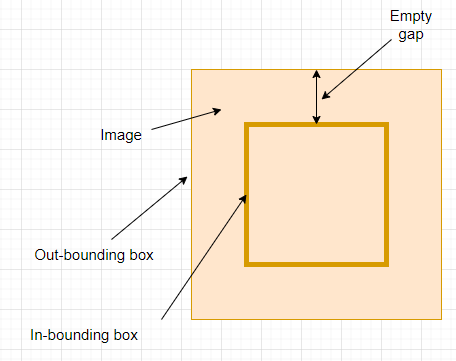 Empty
gap
Image
Out-bounding box
In-bounding box